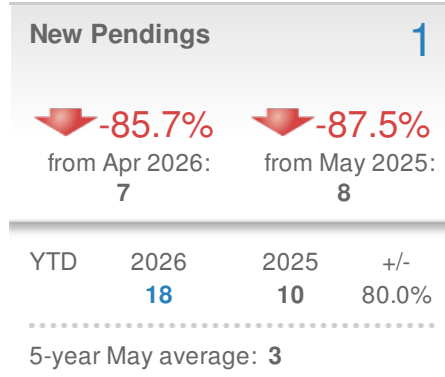 New Pendings 1
-85.7% -87.5%
from Apr 2026: from May 2025:
7 8
YTD 2026 2025 +/-
18 10 80.0%
5-year May average: 3